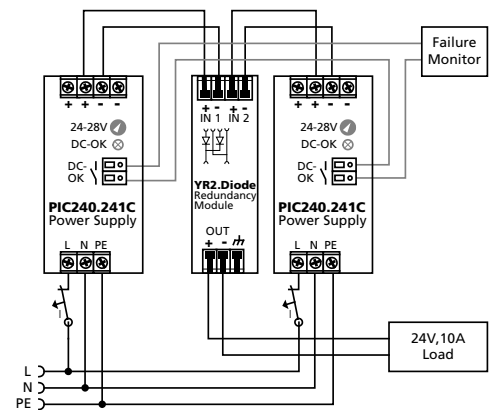 Failure
Monitor
+ + - -
24-28V
DC-OK
DC-
OK
PIC240.241C
Power Supply
L N PE
I
+ - + -
IN 1 IN 2
YR2.Diode
Redundancy
Module
OUT
+ -
+ + - -
24-28V
DC-OK
DC-
OK
PIC240.241C
Power Supply
L N PE
I
24V,10A
Load
L
N
PE